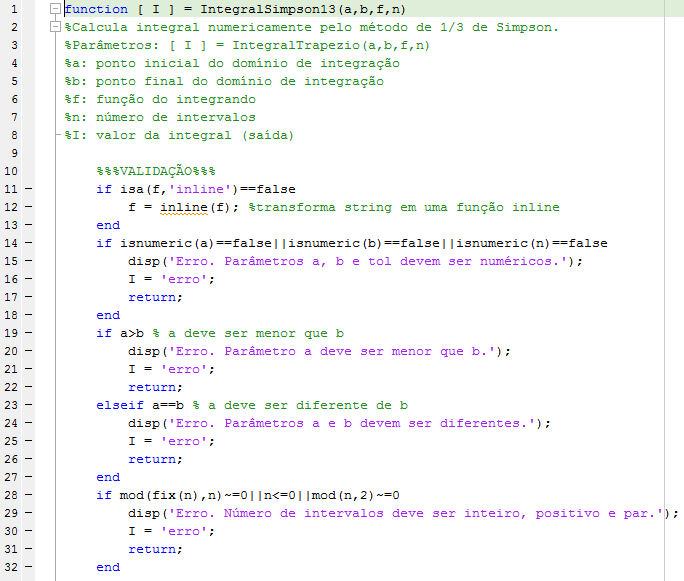 1 function [ I ] = IntegralSimpson13(a,b,f,n)
2 %Calcula integral numericamente pelo método de 1/3 de Simpson.
3 %Parâmetros: [ I ] = IntegralTrapezio(a,b,f,n)
4 %a: ponto inicial do domínio de integração
5 %b: ponto final do domínio de integração
6 %f: função do integrando
7 %n: número de intervalos
8 %I: valor da integral (saída)
9
10 %%%VALIDAÇÃO%%%
11 if isa(f,'inline')==false
12 f = inline(f); %transforma string em uma função inline
13 end
14 if isnumeric(a)==false||isnumeric(b)==false||isnumeric(n)==false
15 disp('Erro. Parâmetros a, b e tol devem ser numéricos.');
16 I = 'erro';
17 return;
18 end
19 if a>b % a deve ser menor que b
20 disp('Erro. Parâmetro a deve ser menor que b.');
21 I = 'erro';
22 return;
23 elseif a==b % a deve ser diferente de b
24 disp('Erro. Parâmetros a e b devem ser diferentes.');
25 I = 'erro';
26 return;
27 end
28 if mod(fix(n),n)~=0||n<=0||mod(n,2)~=0
29 disp('Erro. Número de intervalos deve ser inteiro, positivo e par.');
30 I = 'erro';
31 return;
32 end